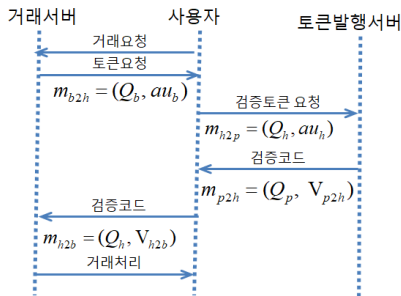 거래서버 사용자 토큰발행서버
거래요청
토큰요청
m_{b2h} = (Q_b, au_b)
검증토큰 요청
m_{h2p} = (Q_h, au_h)
검증코드
m_{p2h} = (Q_p, V_{p2h})
검증코드
m_{h2b} = (Q_h, V_{h2b})
거래처리